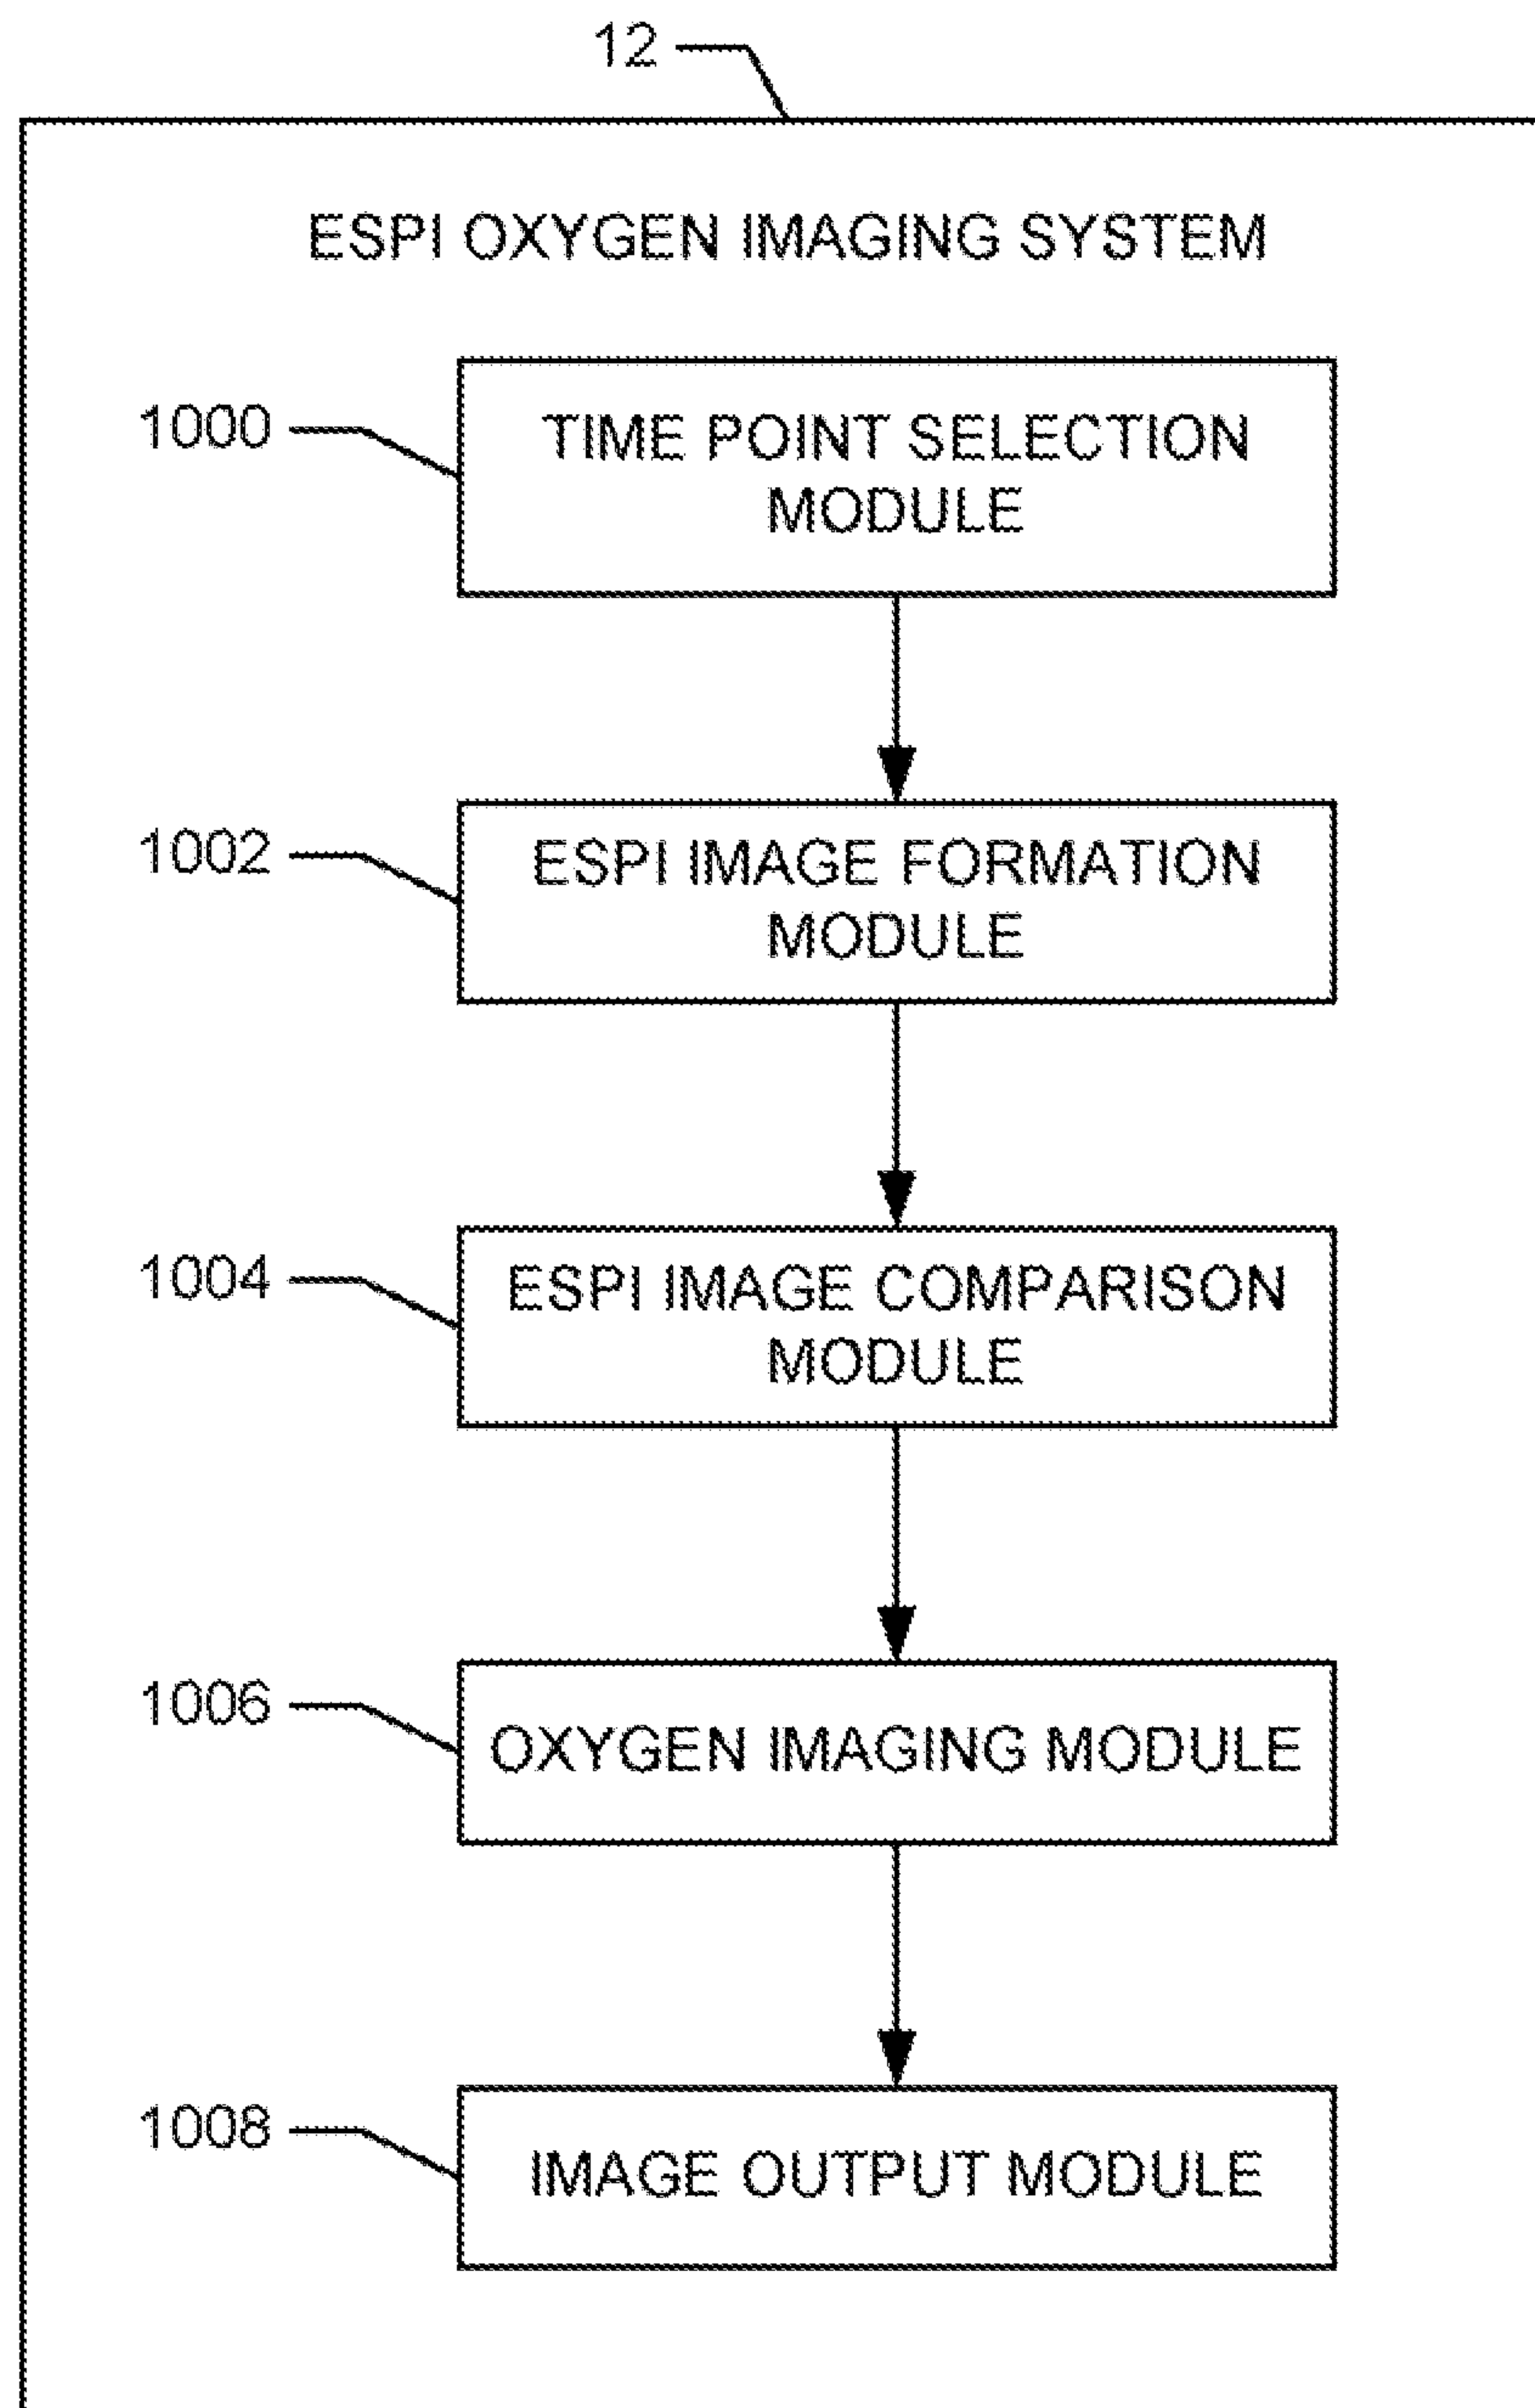 12
ESPI OXYGEN IMAGING SYSTEM
1000
TIME POINT SELECTION
MODULE
1002
ESPI IMAGE FORMATION
MODULE
1004
ESPI IMAGE COMPARISON
MODULE
1006
OXYGEN IMAGING MODULE
1008
IMAGE OUTPUT MODULE